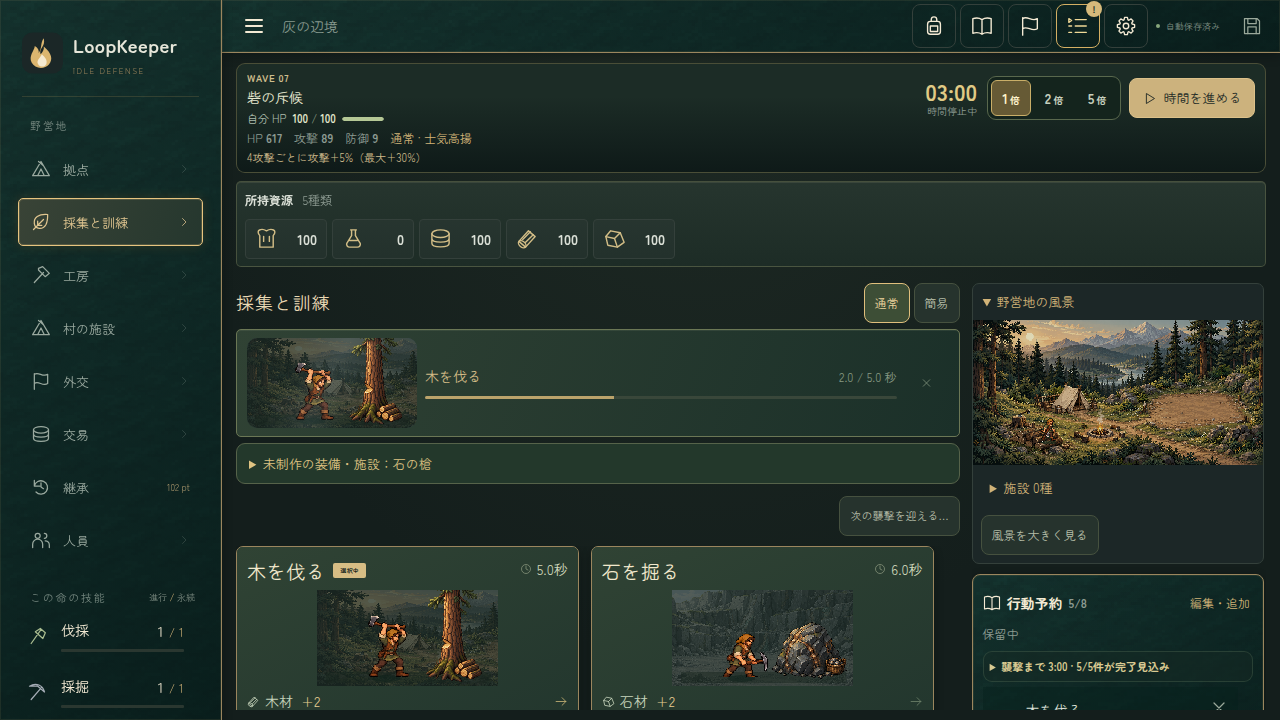 LoopKeeper
IDLE DEFENSE
野営地
拠点
採集と訓練
工房
村の施設
外交
交易
継承 102 pt
人員
この命の技能 進行 / 永続
伐採 1 / 1
採掘 1 / 1
灰の辺境
!
自動保存済み
WAVE 07
砦の斥候
自分 HP 100 / 100
HP 617 攻撃 89 防御 9 通常 · 士気高揚
4攻撃ごとに攻撃+5%（最大+30%）
03:00
時間停止中
1倍 2倍 5倍
時間を進める
所持資源 5種類
100 0 100 100 100
採集と訓練
通常 簡易
木を伐る 2.0 / 5.0 秒
未制作の装備・施設：石の槍
次の襲撃を迎える…
木を伐る 選択中 5.0秒
木材 +2
石を掘る 6.0秒
石材 +2
野営地の風景
施設 0種
風景を大きく見る
行動予約 5/8 編集・追加
保留中
襲撃まで 3:00 · 5/5件が完了見込み
木を伐る